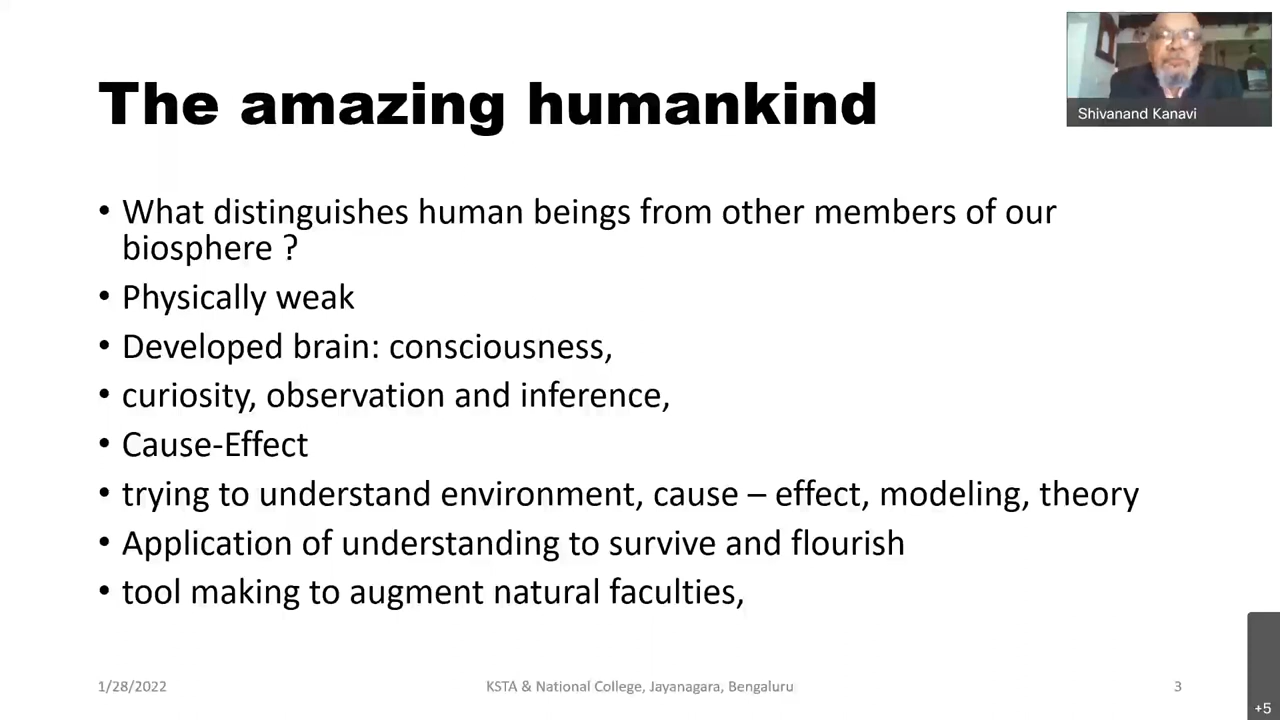 The amazing humankind
Shivanand Kanavi
• What distinguishes human beings from other members of our
biosphere ?
• Physically weak
• Developed brain: consciousness,
• curiosity, observation and inference,
• Cause-Effect
• trying to understand environment, cause – effect, modeling, theory
• Application of understanding to survive and flourish
• tool making to augment natural faculties,
1/28/2022
KSTA & National College, Jayanagara, Bengaluru
3
+5